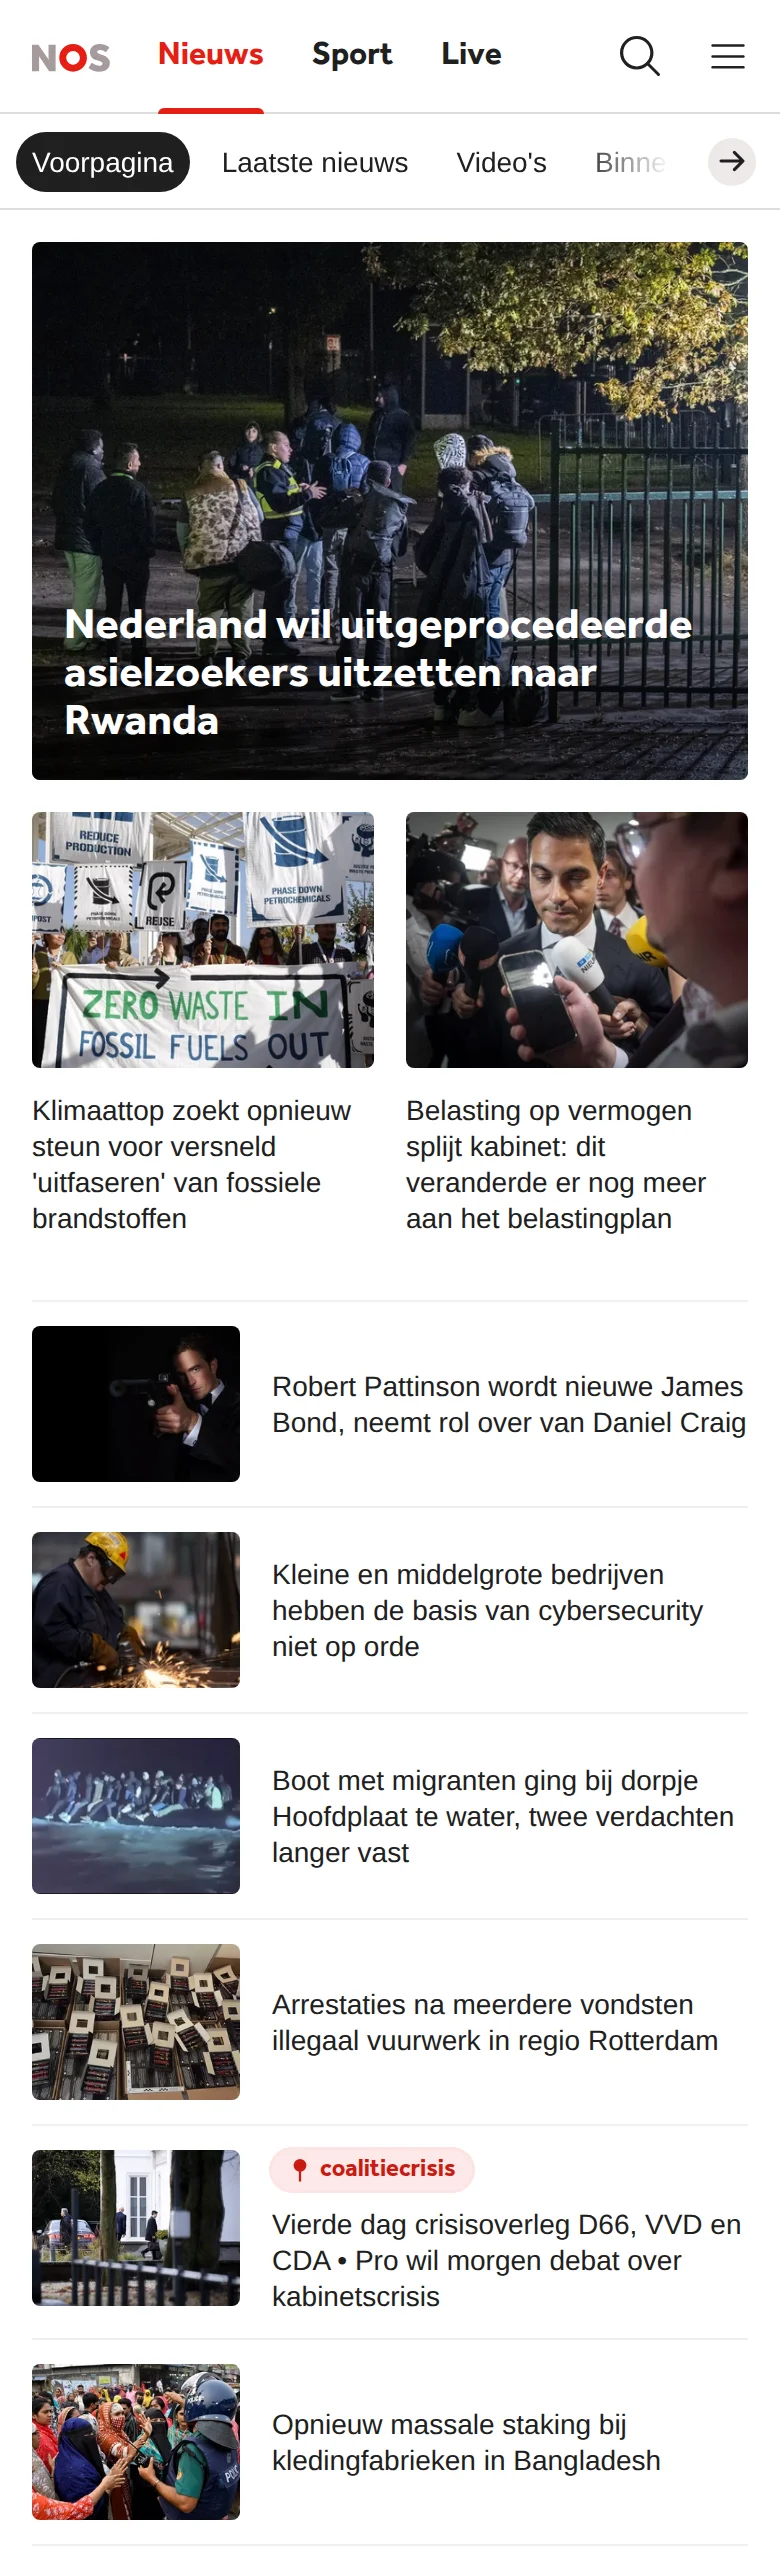 NOS Nieuws Sport Live
Voorpagina Laatste nieuws Video's Binne
Nederland wil uitgeprocedeerde
asielzoekers uitzetten naar
Rwanda
REDUCE
PRODUCTION
PHASE DOWN
PETROCHEMICALS
REUSE
PHASE DOWN
PETROCHEMICALS
ZERO WASTE IN
FOSSIL FUELS OUT
Klimaattop zoekt opnieuw
steun voor versneld
'uitfaseren' van fossiele
brandstoffen
Belasting op vermogen
splijt kabinet: dit
veranderde er nog meer
aan het belastingplan
Robert Pattinson wordt nieuwe James
Bond, neemt rol over van Daniel Craig
Kleine en middelgrote bedrijven
hebben de basis van cybersecurity
niet op orde
Boot met migranten ging bij dorpje
Hoofdplaat te water, twee verdachten
langer vast
Arrestaties na meerdere vondsten
illegaal vuurwerk in regio Rotterdam
coalitiecrisis
Vierde dag crisisoverleg D66, VVD en
CDA • Pro wil morgen debat over
kabinetscrisis
Opnieuw massale staking bij
kledingfabrieken in Bangladesh